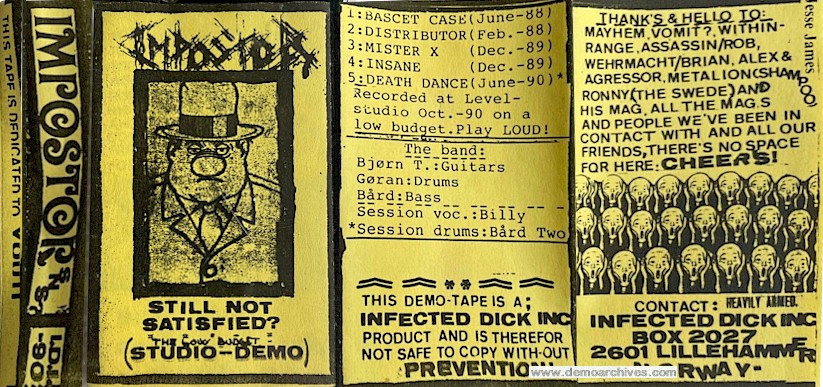 THIS TAPE IS DEDICATED TO YOU!!!
IMPOSTOR
IMPOSTOR
STILL NOT
SATISFIED?
"THE LOW BUDGET"
(STUDIO-DEMO)
1:BASCET CASE(June-88)
2:DISTRIBUTOR(Feb.-88)
3:MISTER X (Dec.-89)
4:INSANE (Dec.-89)
5:DEATH DANCE(June-90)*
Recorded at Level-
studio Oct.-90 on a
low budget.Play LOUD!
The band:
Bjørn T.:Guitars
Gøran:Drums
Bård:Bass
Session voc.:Billy
*Session drums:Bård Two
THIS DEMO-TAPE IS A;
INFECTED DICK INC
PRODUCT AND IS THEREFOR
NOT SAFE TO COPY WITH-OUT
PREVENTION!
THANK'S & HELLO TO:
MAYHEM, VOMIT?, WITHIN-
RANGE, ASSASSIN/ROB,
WEHRMACHT/BRIAN, ALEX &
AGRESSOR, METALION(SHAMPOO)
RONNY(THE SWEDE)AND
HIS MAG, ALL THE MAG.S
AND PEOPLE WE'VE BEEN IN
CONTACT WITH AND ALL OUR
FRIENDS, THERE'S NO SPACE
FOR HERE: CHEERS!
Jesse James
CONTACT: HEAVILY ARMED.
INFECTED DICK INC
BOX 2027
2601 LILLEHAMMER
NORWAY-
www.demoarchives.com